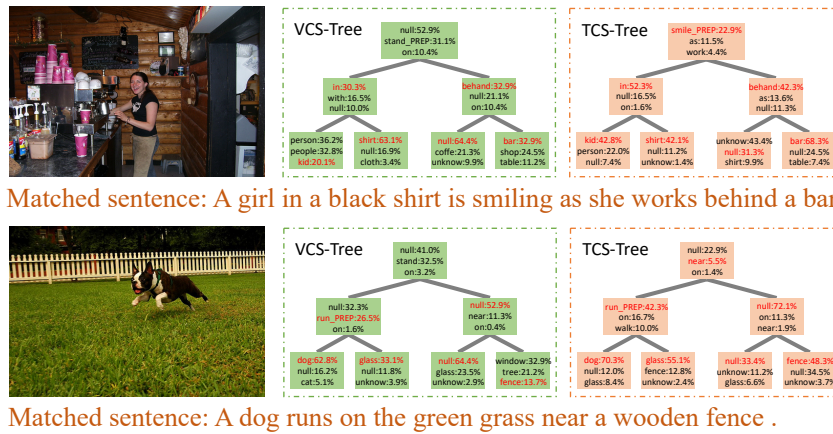 VCS-Tree
null:52.9%
stand_PREP:31.1%
on:10.4%
in:30.3%
with:16.5%
null:10.0%
behand:32.9%
null:21.1%
on:10.4%
person:36.2%
people:32.8%
kid:20.1%
shirt:63.1%
null:16.9%
cloth:3.4%
null:64.4%
coffe:21.3%
unknow:9.9%
bar:32.9%
shop:24.5%
table:11.2%
TCS-Tree
smile_PREP:22.9%
as:11.5%
work:4.4%
in:52.3%
null:16.5%
on:1.6%
behand:42.3%
as:13.6%
null:11.3%
kid:42.8%
person:22.0%
null:7.4%
shirt:42.1%
null:11.2%
unknow:1.4%
unknow:43.4%
null:31.3%
shirt:9.9%
bar:68.3%
null:24.5%
table:7.4%
Matched sentence: A girl in a black shirt is smiling as she works behind a bar
VCS-Tree
null:41.0%
stand:32.5%
on:3.2%
null:32.3%
run_PREP:26.5%
on:1.6%
null:52.9%
near:11.3%
on:0.4%
dog:62.8%
null:16.2%
cat:5.1%
glass:33.1%
null:11.8%
unknow:3.9%
null:64.4%
glass:23.5%
unknow:2.9%
window:32.9%
tree:21.2%
fence:13.7%
TCS-Tree
null:22.9%
near:5.5%
on:1.4%
run_PREP:42.3%
on:16.7%
walk:10.0%
null:72.1%
on:11.3%
near:1.9%
dog:70.3%
null:12.0%
glass:8.4%
glass:55.1%
fence:12.8%
unknow:2.4%
null:33.4%
unknow:11.2%
glass:6.6%
fence:48.3%
null:34.5%
unknow:3.7%
Matched sentence: A dog runs on the green grass near a wooden fence .